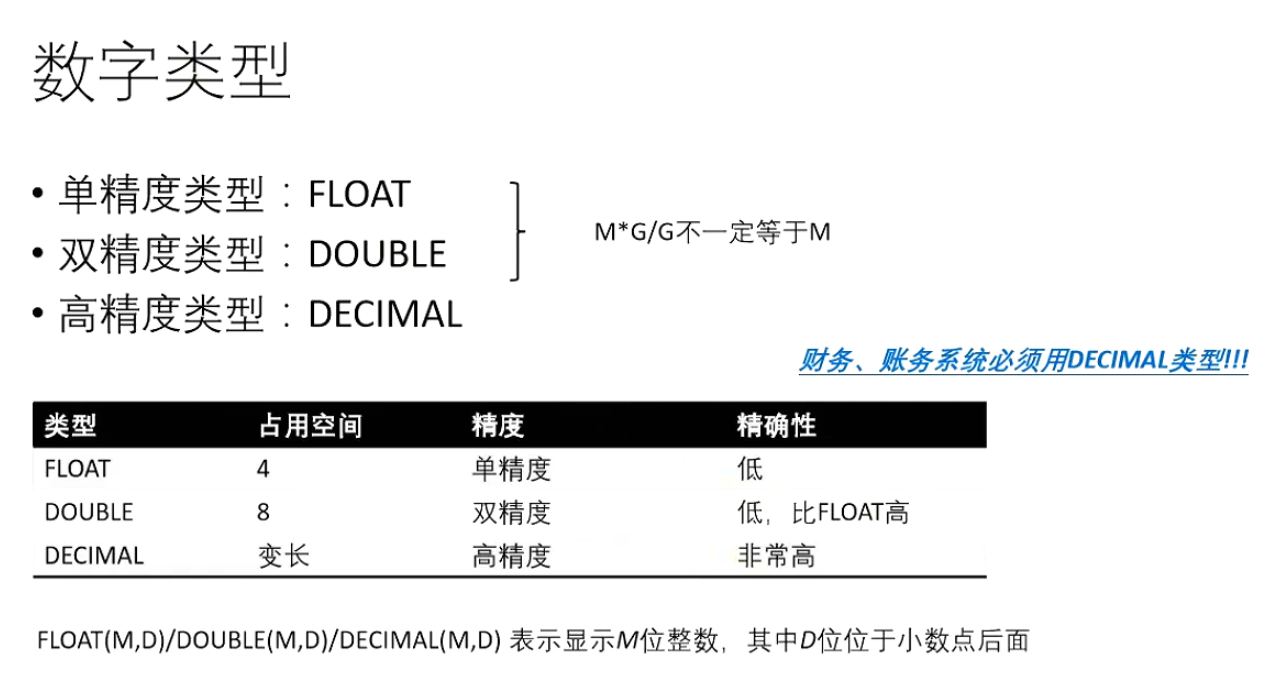 数字类型
• 单精度类型：FLOAT
• 双精度类型：DOUBLE
M*G/G不一定等于M
• 高精度类型：DECIMAL
财务、账务系统必须用DECIMAL类型!!!
类型 占用空间 精度 精确性
FLOAT 4 单精度 低
DOUBLE 8 双精度 低，比FLOAT高
DECIMAL 变长 高精度 非常高
FLOAT(M,D)/DOUBLE(M,D)/DECIMAL(M,D) 表示显示M位整数，其中D位位于小数点后面